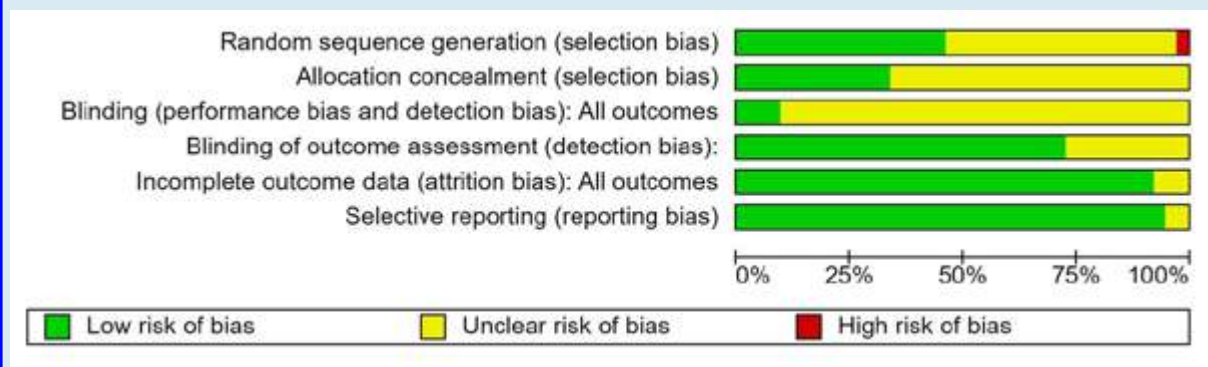 Random sequence generation (selection bias)
Allocation concealment (selection bias)
Blinding (performance bias and detection bias): All outcomes
Blinding of outcome assessment (detection bias):
Incomplete outcome data (attrition bias): All outcomes
Selective reporting (reporting bias)
0% 25% 50% 75% 100%
Low risk of bias Unclear risk of bias High risk of bias